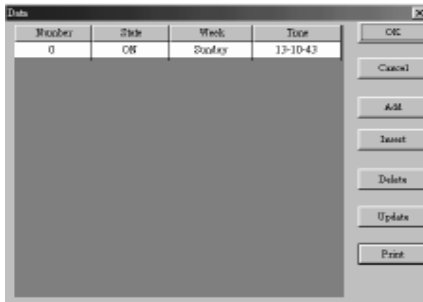 Data
Number State Week Time
0 ON Sunday 13-10-43
OK
Cancel
Add
Insert
Delete
Update
Print